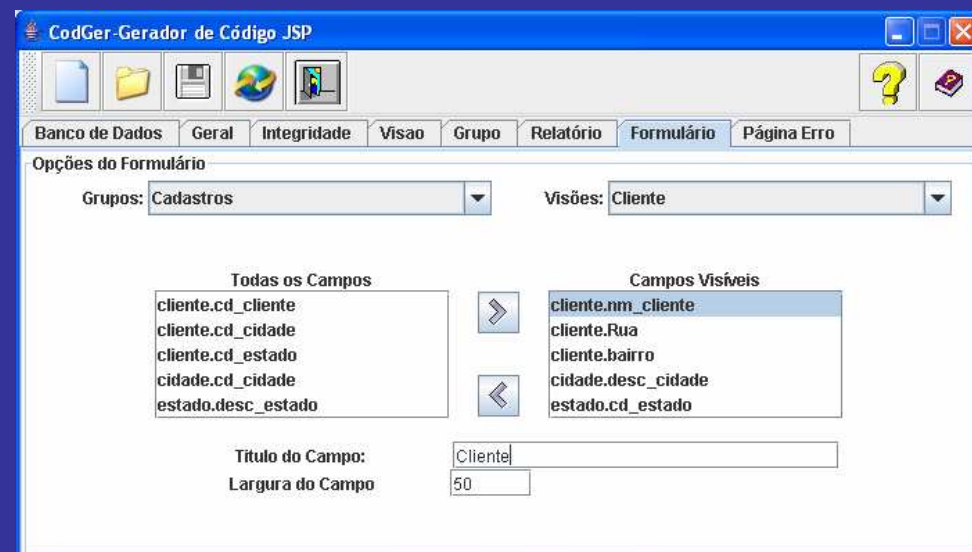 CodGer-Gerador de Código JSP
Banco de Dados Geral Integridade Visao Grupo Relatório Formulário Página Erro
Opções do Formulário
Grupos: Cadastros Visões: Cliente
Todas os Campos Campos Visíveis
cliente.cd_cliente cliente.nm_cliente
cliente.cd_cidade cliente.Rua
cliente.cd_estado cliente.bairro
cidade.cd_cidade cidade.desc_cidade
estado.desc_estado estado.cd_estado
Título do Campo: Cliente
Largura do Campo 50